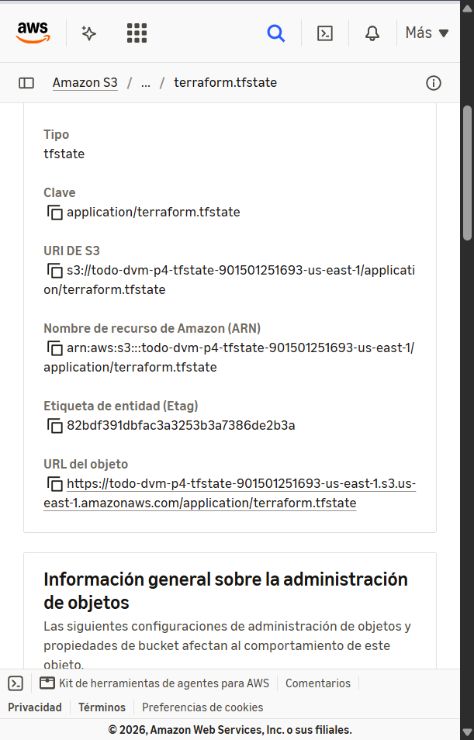 aws
Más
Amazon S3 / ... / terraform.tfstate
Tipo
tfstate
Clave
application/terraform.tfstate
URI DE S3
s3://todo-dvm-p4-tfstate-901501251693-us-east-1/applicati
on/terraform.tfstate
Nombre de recurso de Amazon (ARN)
arn:aws:s3:::todo-dvm-p4-tfstate-901501251693-us-east-1/
application/terraform.tfstate
Etiqueta de entidad (Etag)
82bdf391dbfac3a3253b3a7386de2b3a
URL del objeto
https://todo-dvm-p4-tfstate-901501251693-us-east-1.s3.us-
east-1.amazonaws.com/application/terraform.tfstate
Información general sobre la administración
de objetos
Las siguientes configuraciones de administración de objetos y
propiedades de bucket afectan al comportamiento de este
objeto.
Kit de herramientas de agentes para AWS
Comentarios
Privacidad
Términos
Preferencias de cookies
© 2026, Amazon Web Services, Inc. o sus filiales.